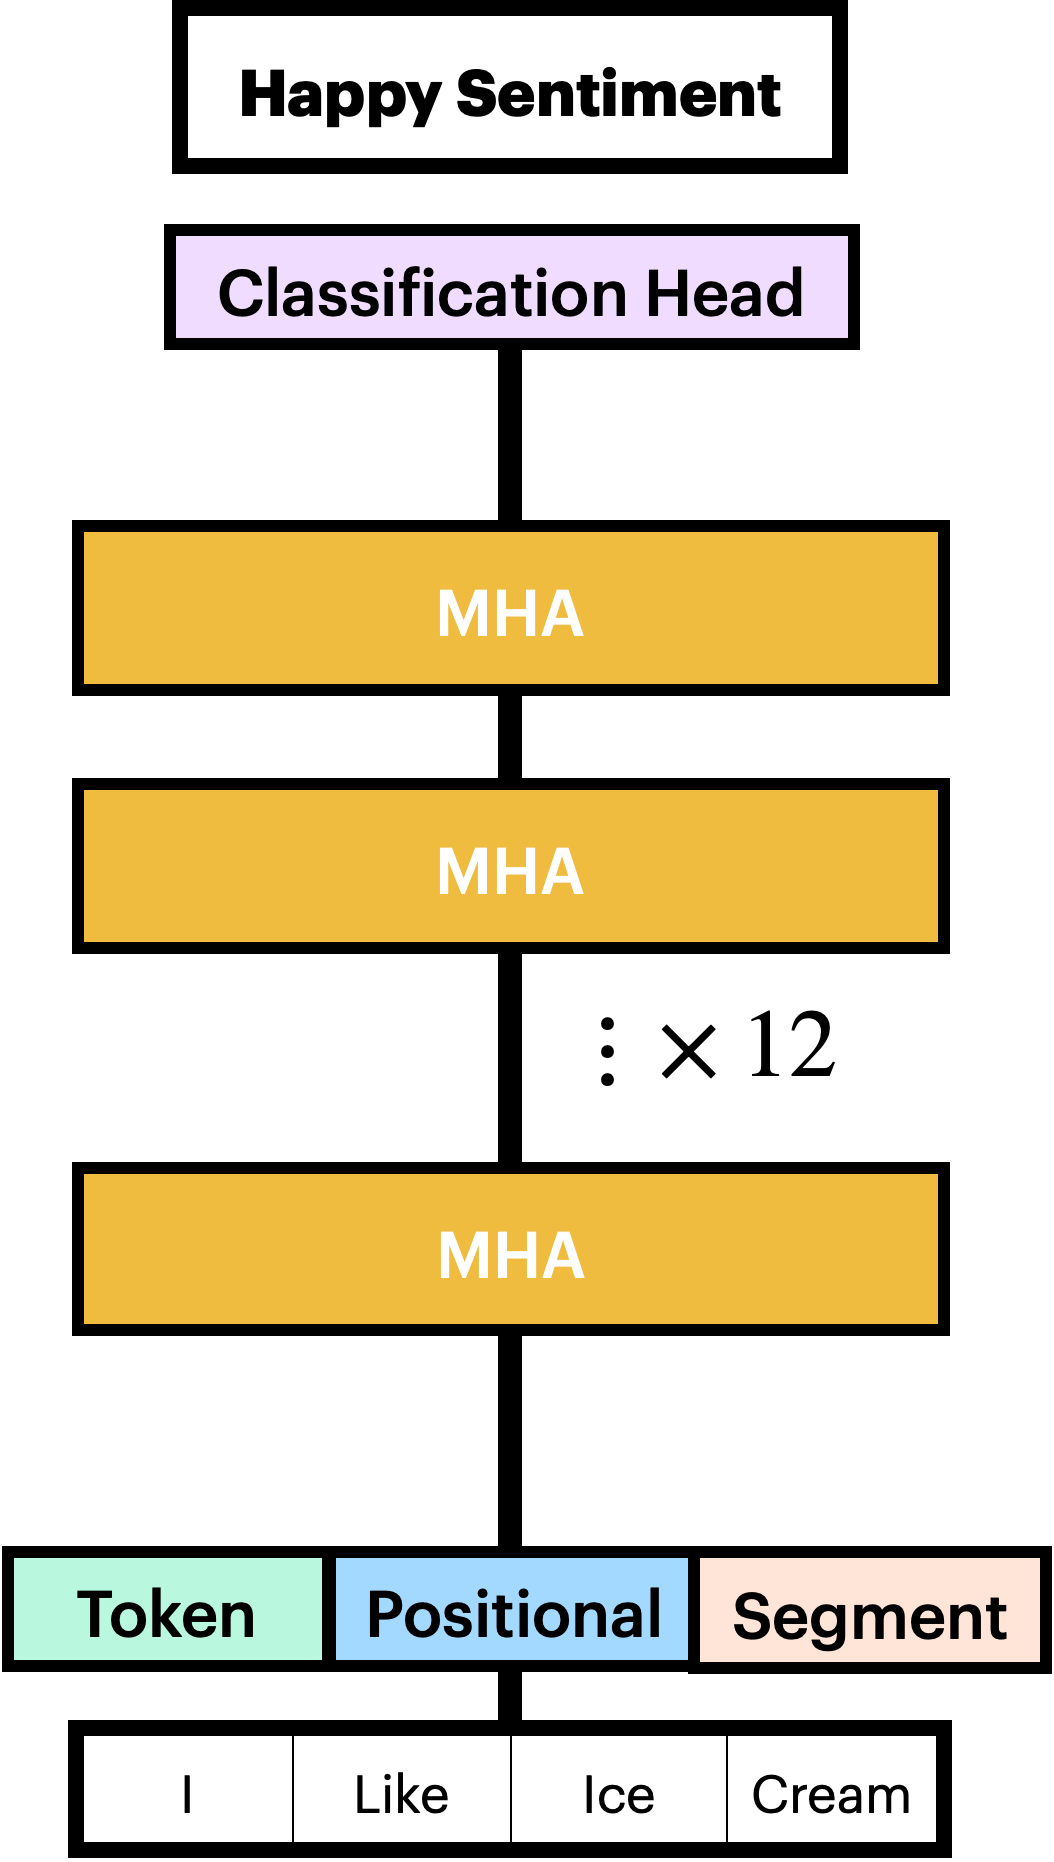 Happy Sentiment
Classification Head
MHA
MHA
⋮ × 12
MHA
Token Positional Segment
I Like Ice Cream